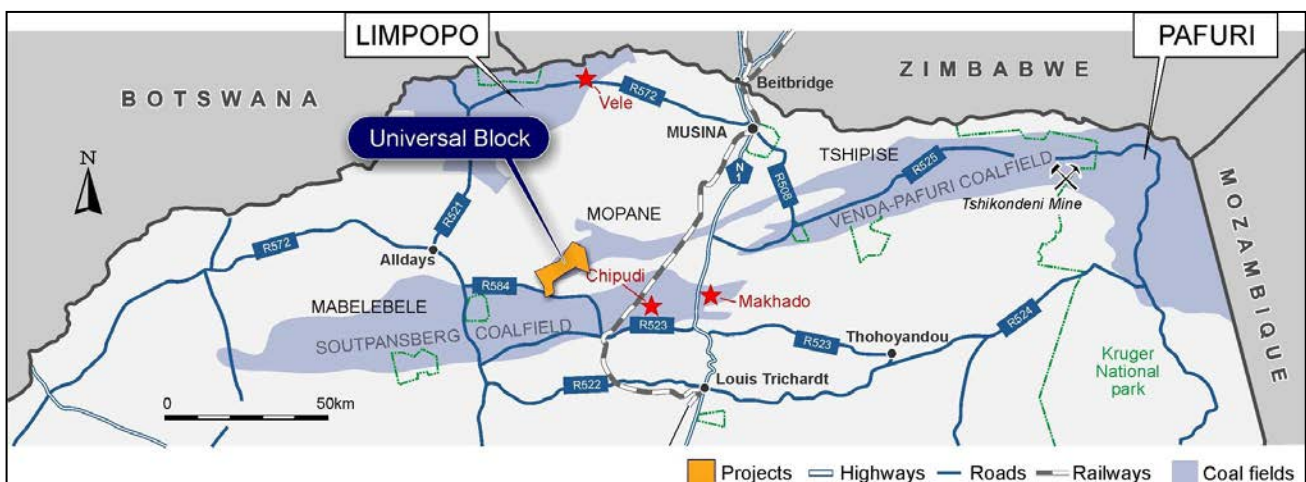 LIMPOPO
PAFURI
BOTSWANA
ZIMBABWE
Beitbridge
Vele
R572
MUSINA
Universal Block
TSHIPISE
R525
VENDA-PAFURI COALFIELD
Tshikondeni Mine
N
N
1
R508
R521
MOPANE
MOZAMBIQUE
R572
Alldays
Chipudi
Makhado
R584
MABELEBELE
SOUTPANSBERG COALFIELD
R523
R523
Thohoyandou
R524
Kruger
National
park
R522
Louis Trichardt
0 50km
Projects Highways Roads Railways Coal fields